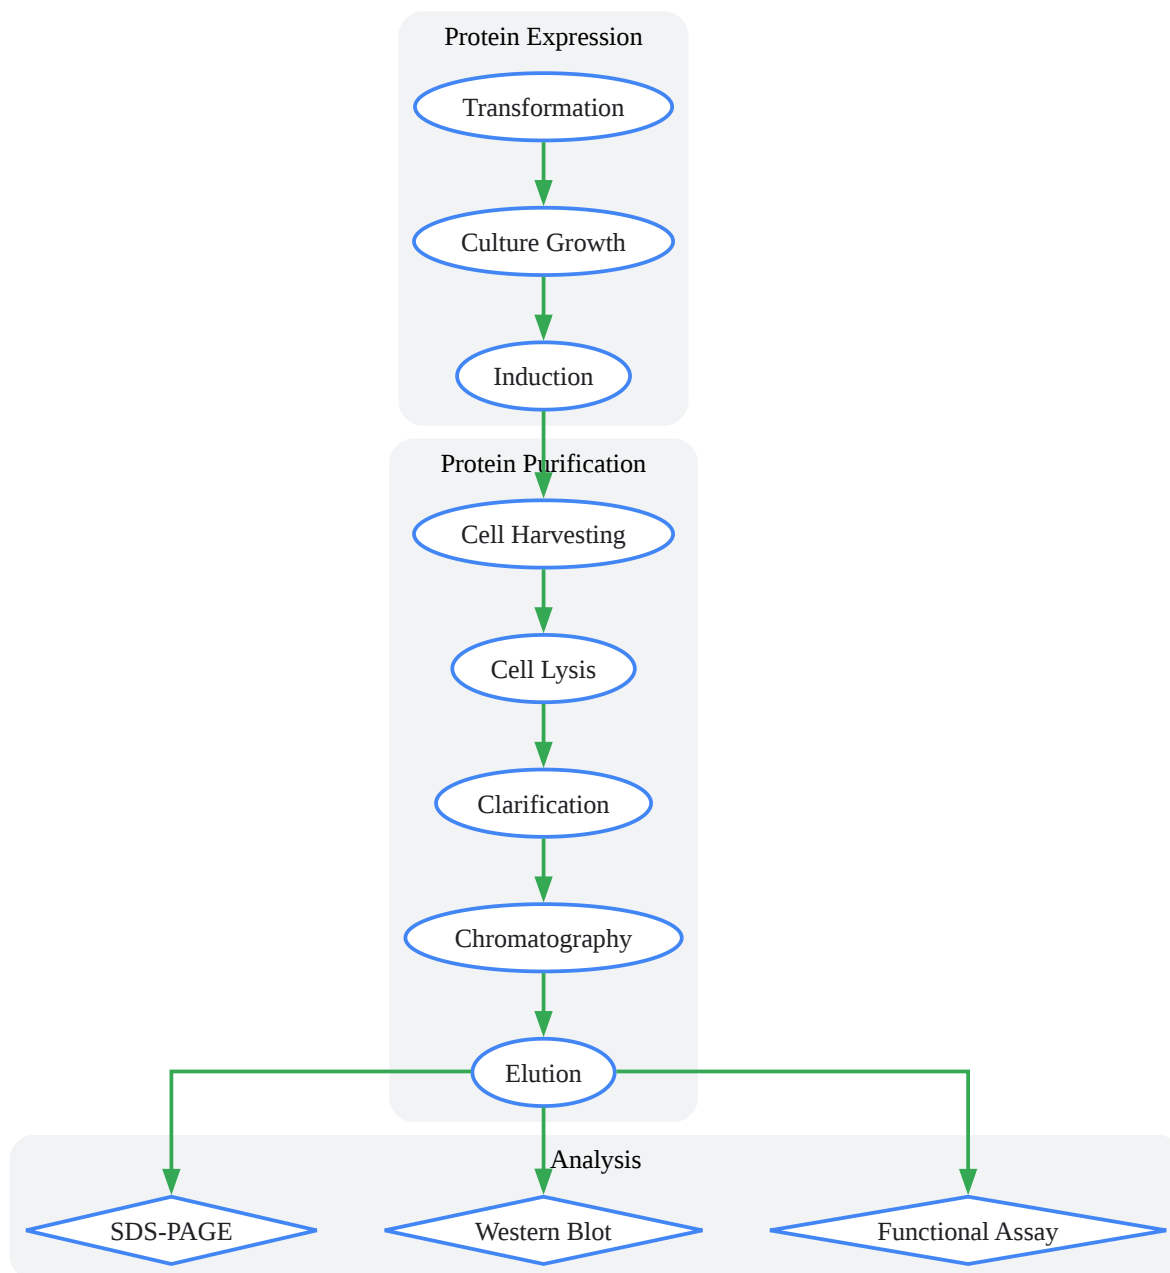 Protein Expression
Transformation
Culture Growth
Induction
Protein Purification
Cell Harvesting
Cell Lysis
Clarification
Chromatography
Elution
Analysis
SDS-PAGE
Western Blot
Functional Assay